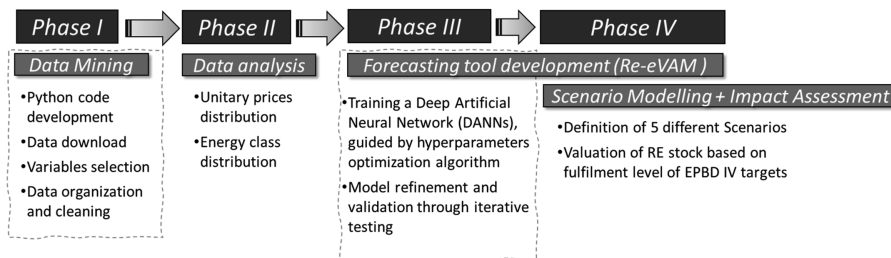 Phase I
Phase II
Phase III
Phase IV
Data Mining
•Python code
development
•Data download
•Variables selection
•Data organization
and cleaning
Data analysis
•Unitary prices
distribution
•Energy class
distribution
Forecasting tool development (Re-eVAM )
•Training a Deep Artificial
Neural Network (DANNs),
guided by hyperparameters
optimization algorithm
•Model refinement and
validation through iterative
testing
Scenario Modelling + Impact Assessment
•Definition of 5 different Scenarios
•Valuation of RE stock based on
fulfilment level of EPBD IV targets